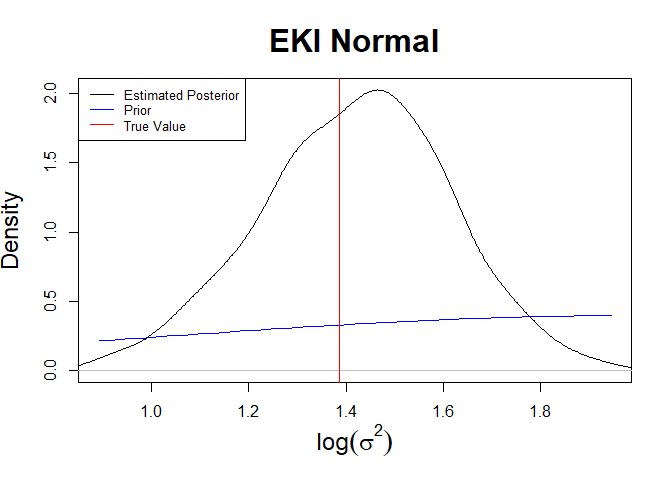 EKI Normal
Estimated Posterior
Prior
True Value
Density
2.0
1.5
1.0
0.5
0.0
1.0 1.2 1.4 1.6 1.8
log(σ²)